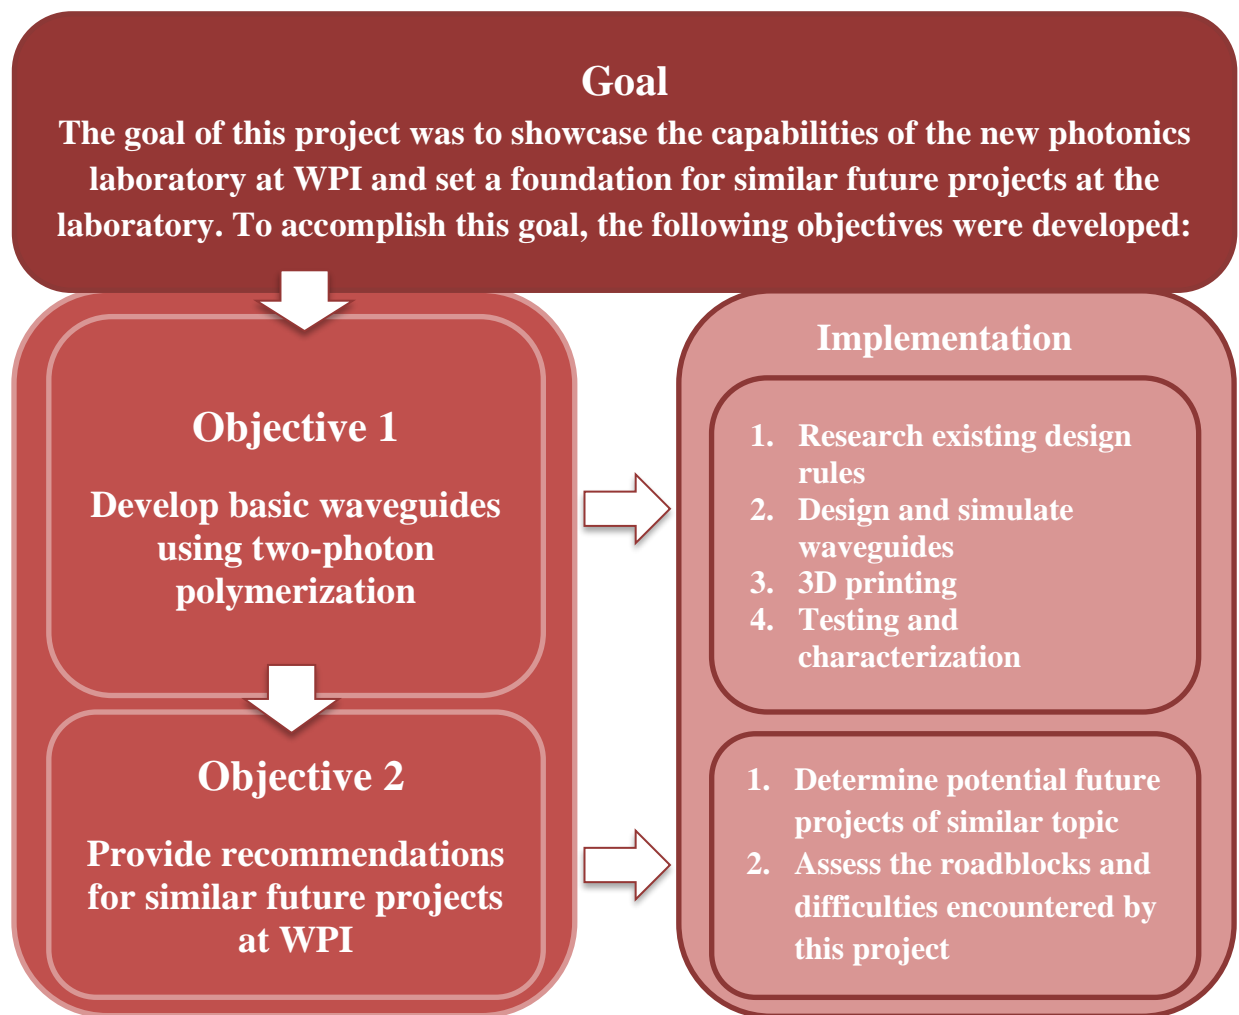 Goal
The goal of this project was to showcase the capabilities of the new photonics
laboratory at WPI and set a foundation for similar future projects at the
laboratory. To accomplish this goal, the following objectives were developed:
Objective 1
Develop basic waveguides
using two-photon
polymerization
Objective 2
Provide recommendations
for similar future projects
at WPI
Implementation
1. Research existing design
rules
2. Design and simulate
waveguides
3. 3D printing
4. Testing and
characterization
1. Determine potential future
projects of similar topic
2. Assess the roadblocks and
difficulties encountered by
this project